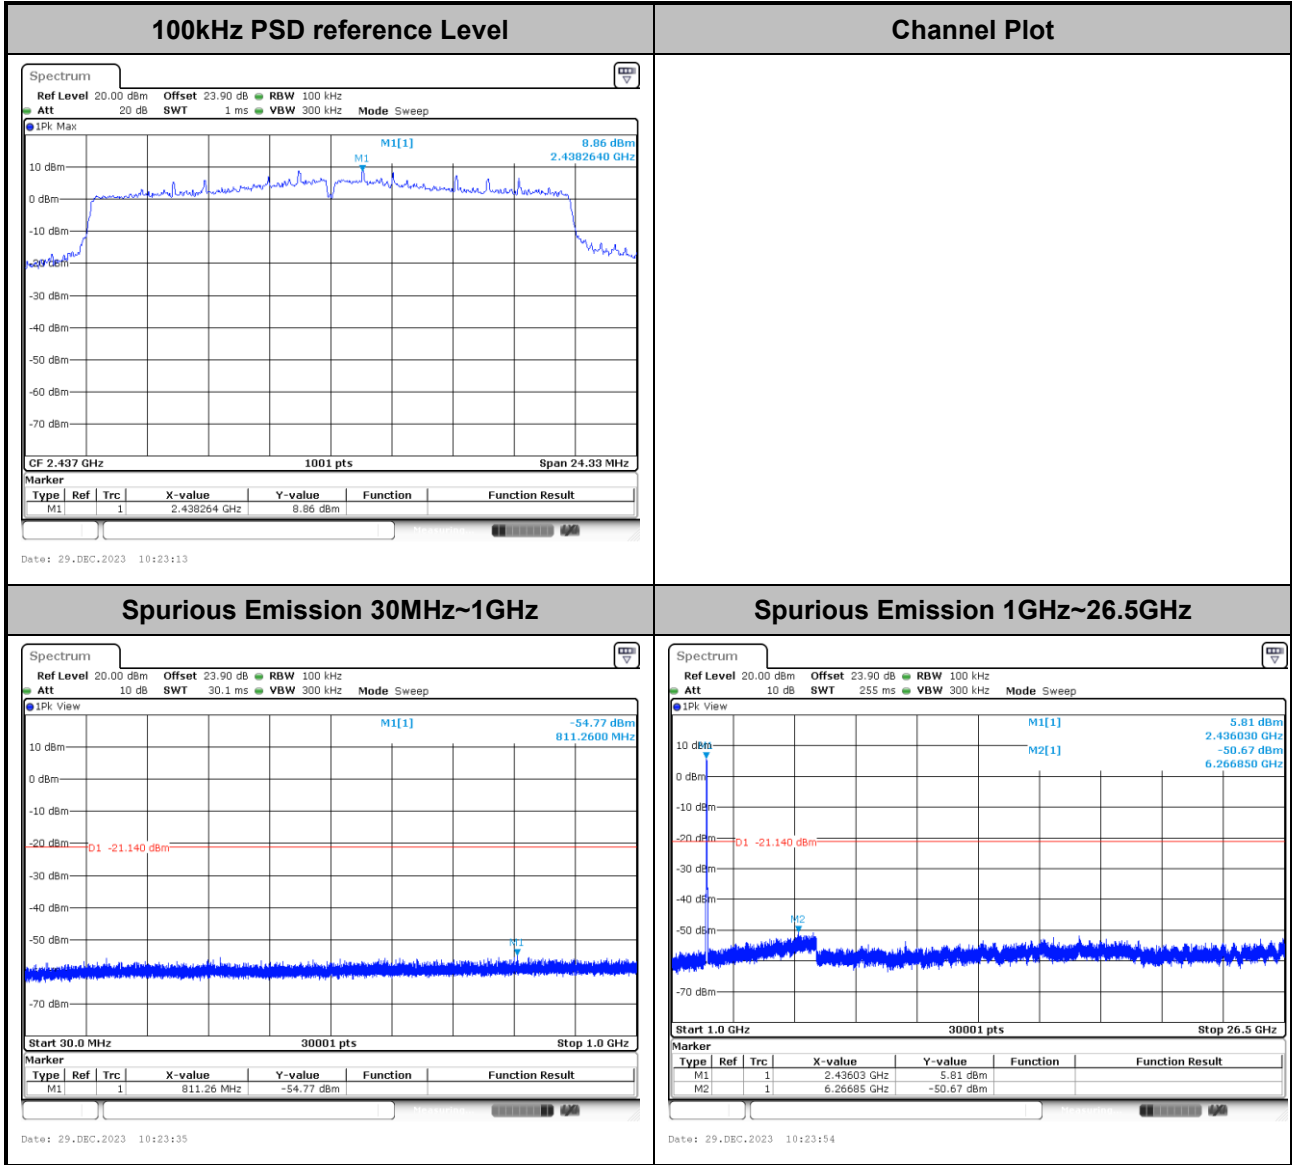 100kHz PSD reference Level
Channel Plot
Spectrum
Ref Level 20.00 dBm Offset 23.90 dB RBW 100 kHz
Att 20 dB SWT 1 ms VBW 300 kHz Mode Sweep
1Pk Max
M1[1] 8.86 dBm
2.4382640 GHz
M1
10 dBm
0 dBm
-10 dBm
-20 dBm
-30 dBm
-40 dBm
-50 dBm
-60 dBm
-70 dBm
CF 2.437 GHz 1001 pts Span 24.33 MHz
Marker
Type Ref Trc X-value Y-value Function Function Result
M1 1 2.438264 GHz 8.86 dBm
Date: 29.DEC.2023 10:23:13
Spurious Emission 30MHz~1GHz
Spurious Emission 1GHz~26.5GHz
Spectrum
Ref Level 20.00 dBm Offset 23.90 dB RBW 100 kHz
Att 10 dB SWT 30.1 ms VBW 300 kHz Mode Sweep
1Pk View
M1[1] -54.77 dBm
811.2600 MHz
10 dBm
0 dBm
-10 dBm
-20 dBm
D1 -21.140 dBm
-30 dBm
-40 dBm
-50 dBm
M1
-70 dBm
Start 30.0 MHz 30001 pts Stop 1.0 GHz
Marker
Type Ref Trc X-value Y-value Function Function Result
M1 1 811.26 MHz -54.77 dBm
Date: 29.DEC.2023 10:23:35
Spectrum
Ref Level 20.00 dBm Offset 23.90 dB RBW 100 kHz
Att 10 dB SWT 255 ms VBW 300 kHz Mode Sweep
1Pk View
M1[1] 5.81 dBm
2.436030 GHz
M2[1] -50.67 dBm
6.266850 GHz
10 dBm
0 dBm
-10 dBm
-20 dBm
D1 -21.140 dBm
-30 dBm
-40 dBm
M2
-50 dBm
-70 dBm
Start 1.0 GHz 30001 pts Stop 26.5 GHz
Marker
Type Ref Trc X-value Y-value Function Function Result
M1 1 2.43603 GHz 5.81 dBm
M2 1 6.26685 GHz -50.67 dBm
Date: 29.DEC.2023 10:23:54